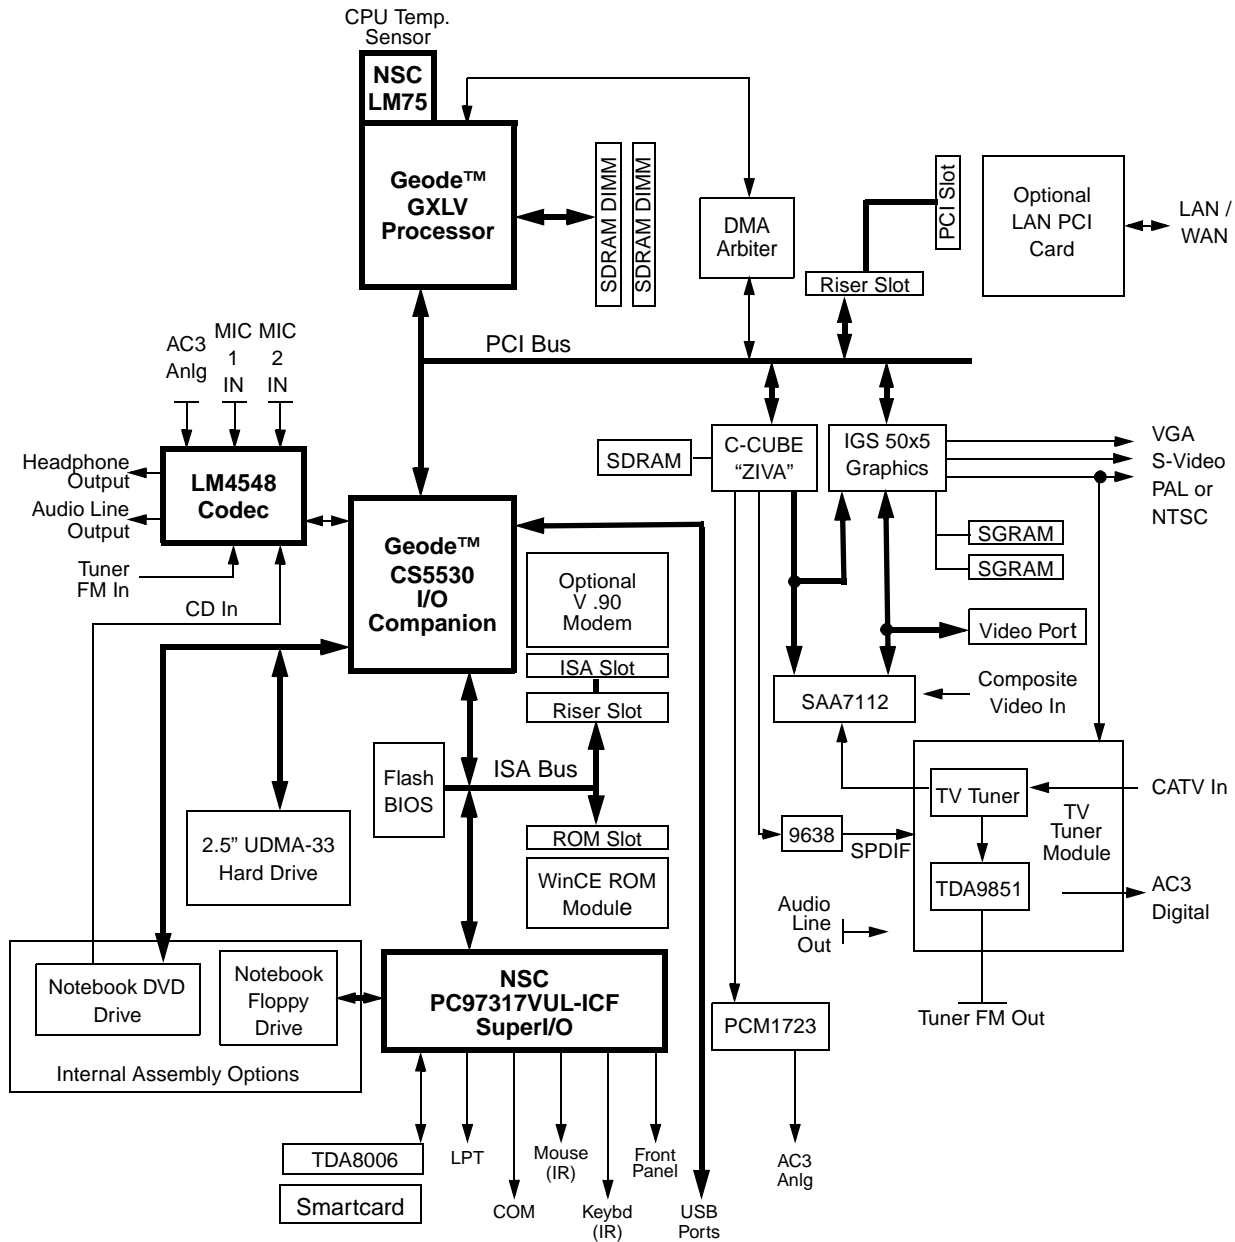 CPU Temp.
Sensor
NSC
LM75
Geode™
GXLV
Processor
SDRAM DIMM
SDRAM DIMM
DMA
Arbiter
PCI Slot
Riser Slot
Optional
LAN PCI
Card
LAN /
WAN
PCI Bus
AC3
Anlg
MIC
1
IN
MIC
2
IN
Headphone
Output
Audio Line
Output
LM4548
Codec
Tuner
FM In
CD In
Geode™
CS5530
I/O
Companion
SDRAM
C-CUBE
“ZIVA”
IGS 50x5
Graphics
VGA
S-Video
PAL or
NTSC
SGRAM
SGRAM
Optional
V .90
Modem
ISA Slot
Riser Slot
Video Port
SAA7112
Composite
Video In
Flash
BIOS
ISA Bus
ROM Slot
WinCE ROM
Module
2.5” UDMA-33
Hard Drive
TV Tuner
CATV In
TV
Tuner
Module
9638
SPDIF
TDA9851
AC3
Digital
Audio
Line
Out
Tuner FM Out
Notebook DVD
Drive
Notebook
Floppy
Drive
Internal Assembly Options
NSC
PC97317VUL-ICF
SuperI/O
PCM1723
TDA8006
Smartcard
LPT
COM
Mouse
(IR)
Keybd
(IR)
Front
Panel
USB
Ports
AC3
Anlg